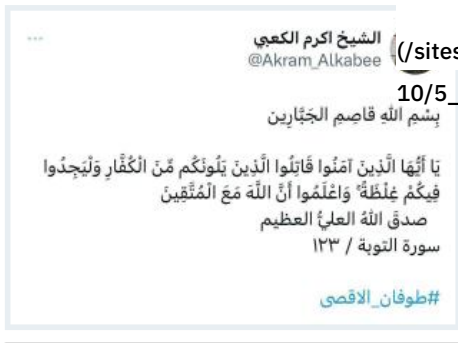 الشيخ اكرم الكعبي
@Akram_Alkabee
(/sites
10/5_
بِسْمِ اللهِ قاصِمِ الجَبَّارِين
يَا أَيُّهَا الَّذِينَ آمَنُوا قَاتِلُوا الَّذِينَ يَلُونَكُم مِّنَ الْكُفَّارِ وَلْيَجِدُوا
فِيكُمْ غِلْظَةً ۚ وَاعْلَمُوا أَنَّ اللَّهَ مَعَ الْمُتَّقِينَ
صدقَ اللهُ العليُّ العظيم
سورة التوبة / ١٢٣
#طوفان_الاقصى